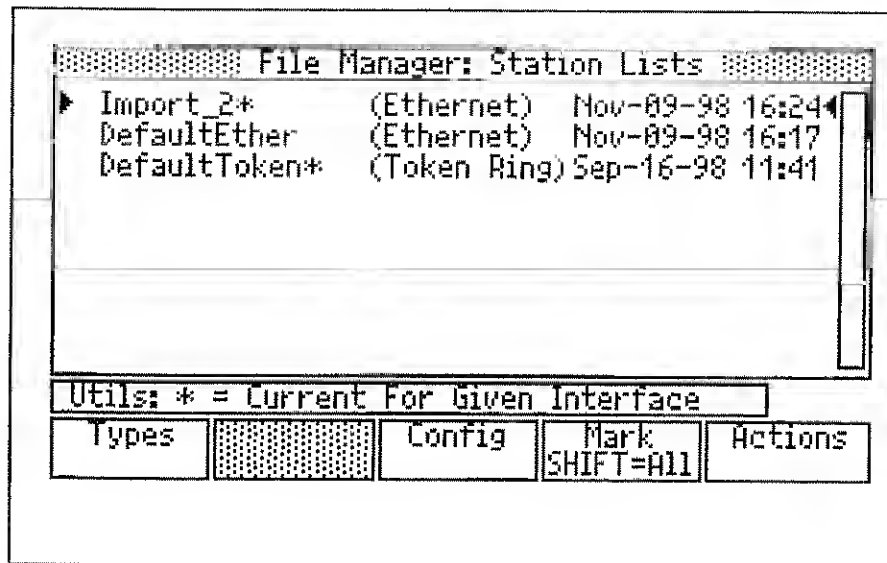 File Manager: Station Lists
Import_2* (Ethernet) Nov-09-98 16:24
DefaultEther (Ethernet) Nov-09-98 16:17
DefaultToken* (Token Ring) Sep-16-98 11:41
Utils: * = Current For Given Interface
Types Config Mark SHIFT=All Actions